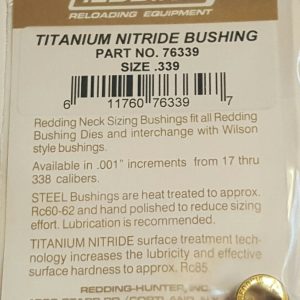 REDDING
RELOADING EQUIPMENT
TITANIUM NITRIDE BUSHING
PART NO. 76339
SIZE .339
6 11760 76339 7
Redding Neck Sizing Bushings fit all Redding
Bushing Dies and interchange with Wilson
style bushings.
Available in .001" increments from 17 thru
338 calibers.
STEEL Bushings are heat treated to approx.
Rc60-62 and hand polished to reduce sizing
effort. Lubrication is recommended.
TITANIUM NITRIDE surface treatment tech-
nology increases the lubricity and effective
surface hardness to approx. Rc85.
REDDING-HUNTER, INC.